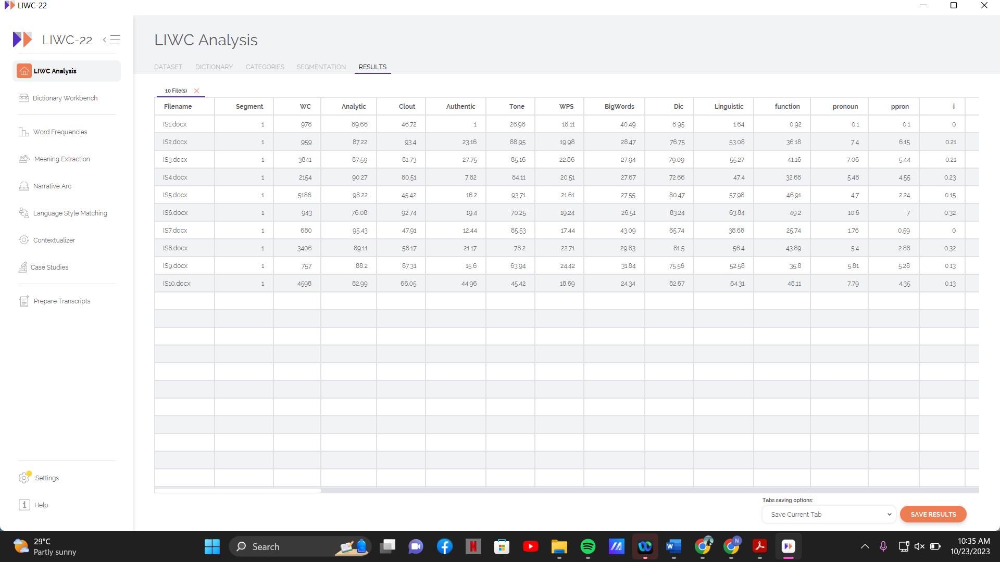 LIWC-22
LIWC-22
LIWC Analysis
Dictionary Workbench
Word Frequencies
Meaning Extraction
Narrative Arc
Language Style Matching
Contextualizer
Case Studies
Prepare Transcripts
Settings
Help
LIWC Analysis
DATASET DICTIONARY CATEGORIES SEGMENTATION RESULTS
10 File(s)
Filename Segment WC Analytic Clout Authentic Tone WPS BigWords Dic Linguistic function pronoun ppron i
IS1.docx 1 978 89.66 46.72 1 26.96 18.11 40.49 6.95 1.64 0.92 0.1 0.1 0
IS2.docx 1 959 87.22 93.4 23.16 88.95 19.98 28.47 76.75 53.08 36.18 7.4 6.15 0.21
IS3.docx 1 3841 87.59 81.73 27.75 85.16 22.86 27.94 79.09 55.27 41.16 7.06 5.44 0.21
IS4.docx 1 2154 90.27 80.51 7.82 84.11 20.51 27.67 72.66 47.4 32.68 5.48 4.55 0.23
IS5.docx 1 5186 98.22 45.42 16.2 93.71 21.61 27.55 80.47 57.98 46.91 4.7 2.24 0.15
IS6.docx 1 943 76.08 92.74 19.4 70.25 19.24 26.51 83.24 63.84 49.2 10.6 7 0.32
IS7.docx 1 680 95.43 47.91 12.44 85.53 17.44 43.09 65.74 38.68 25.74 1.76 0.59 0
IS8.docx 1 3406 89.11 56.17 21.17 78.2 22.71 29.83 81.5 56.4 43.89 5.4 2.88 0.32
IS9.docx 1 757 88.2 87.31 15.6 63.94 24.42 31.84 75.56 52.58 35.8 5.81 5.28 0.13
IS10.docx 1 4598 82.99 66.05 44.96 45.42 18.69 24.34 82.67 64.31 48.11 7.79 4.35 0.13
Tabs saving options:
Save Current Tab
SAVE RESULTS
29°C
Partly sunny
Search
10:35 AM
10/23/2023